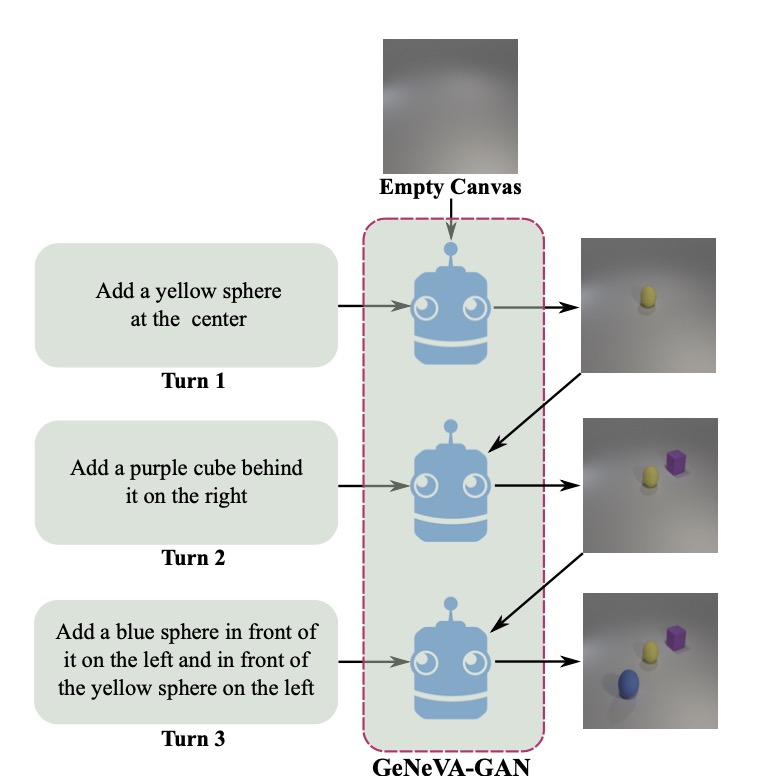 Empty Canvas
Add a yellow sphere
at the center
Turn 1
Add a purple cube behind
it on the right
Turn 2
Add a blue sphere in front of
it on the left and in front of
the yellow sphere on the left
Turn 3
GeNeVA-GAN